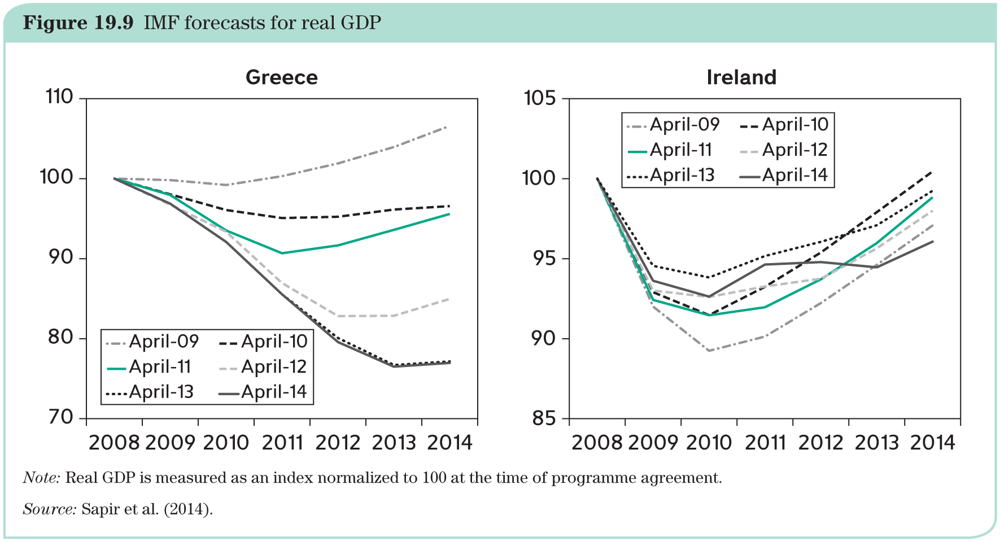 Figure 19.9 IMF forecasts for real GDP
Greece
110
100
90
80
70
April-09 April-10
April-11 April-12
April-13 April-14
2008 2009 2010 2011 2012 2013 2014
Ireland
105
100
95
90
85
April-09 April-10
April-11 April-12
April-13 April-14
2008 2009 2010 2011 2012 2013 2014
Note: Real GDP is measured as an index normalized to 100 at the time of programme agreement.
Source: Sapir et al. (2014).